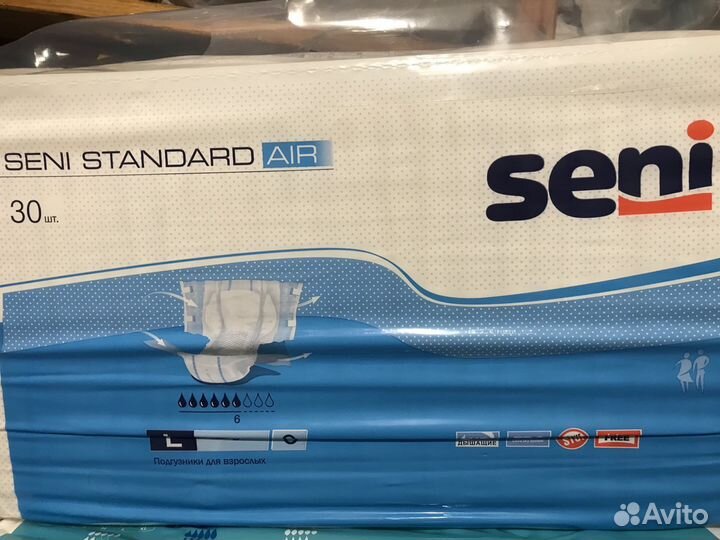 SENI STANDARD AIR
seni
30 шт.
6
L
Подгузники для взрослых
ДЫШАЩИЕ
FREE
Avito